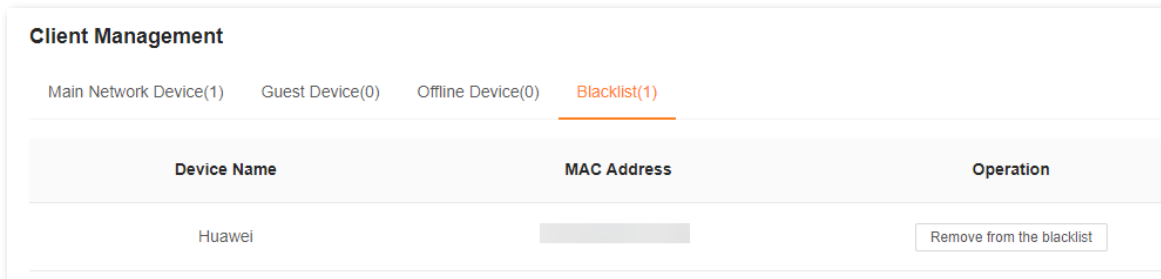 Client Management
Main Network Device(1) Guest Device(0) Offline Device(0) Blacklist(1)
Device Name MAC Address Operation
Huawei Remove from the blacklist